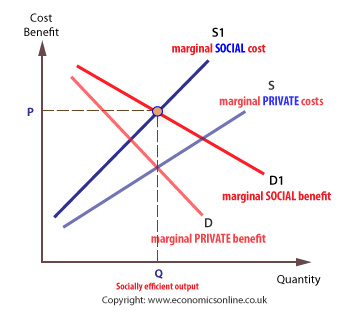 Cost
Benefit
S1
marginal SOCIAL cost
S
marginal PRIVATE costs
P
D1
marginal SOCIAL benefit
D
marginal PRIVATE benefit
Q
Quantity
Socially efficient output
Copyright: www.economicsonline.co.uk